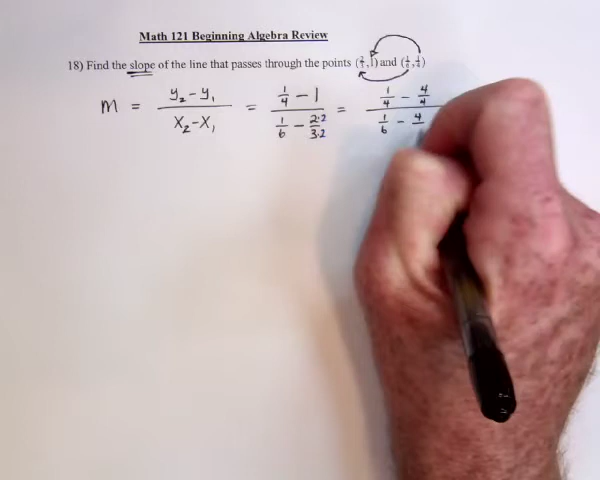 Math 121 Beginning Algebra Review
18) Find the slope of the line that passes through the points (2/3, 1) and (1/6, 1/4)
m = (y₂ - y₁)/(x₂ - x₁) = (1/4 - 1)/(1/6 - 2·2/3·2) = (1/4 - 4/4)/(1/6 - 4